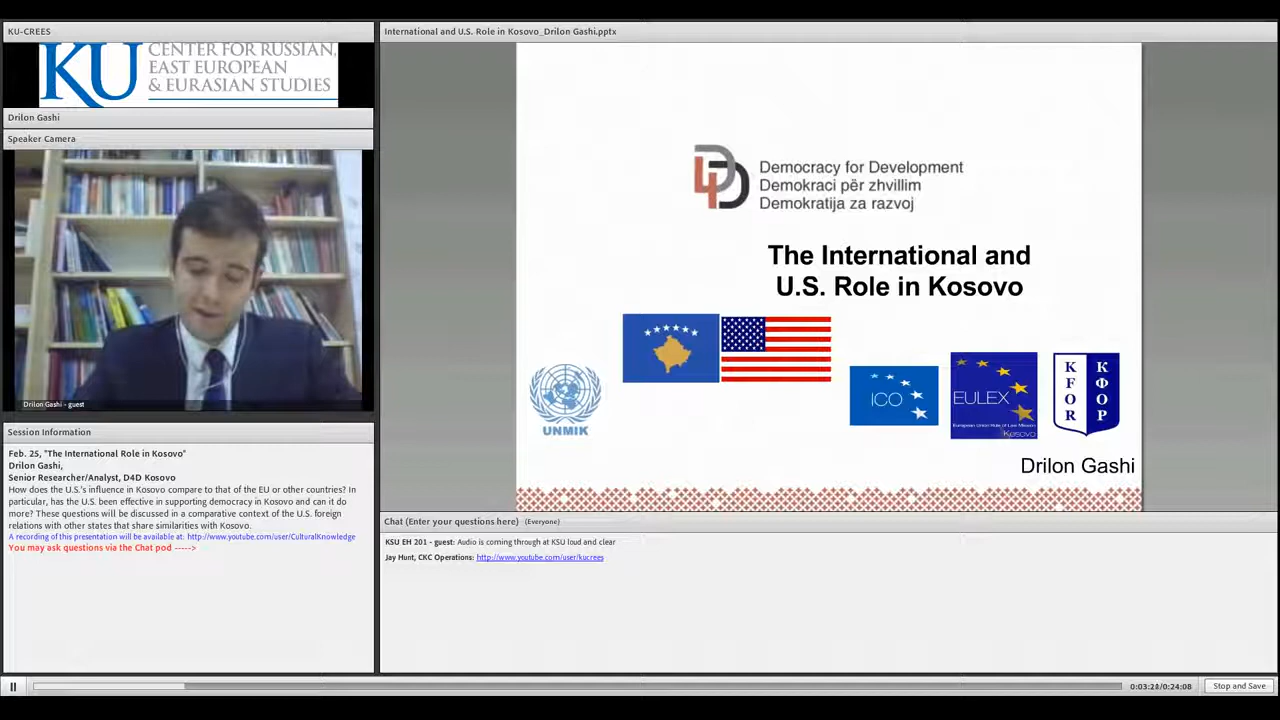 KU-CREES
KU CENTER FOR RUSSIAN,
EAST EUROPEAN
& EURASIAN STUDIES
Drilon Gashi
Speaker Camera
Drilon Gashi - guest
Session Information
Feb. 25, "The International Role in Kosovo"
Drilon Gashi,
Senior Researcher/Analyst, D4D Kosovo
How does the U.S.'s influence in Kosovo compare to that of the EU or other countries? In
particular, has the U.S. been effective in supporting democracy in Kosovo and can it do
more? These questions will be discussed in a comparative context of the U.S. foreign
relations with other states that share similarities with Kosovo.
A recording of this presentation will be available at: http://www.youtube.com/user/CulturalKnowledge
You may ask questions via the Chat pod ----->
International and U.S. Role in Kosovo_Drilon Gashi.pptx
D4D
Democracy for Development
Demokraci për zhvillim
Demokratija za razvoj
The International and
U.S. Role in Kosovo
UNMIK
ICO
EULEX
European Union Rule of Law Mission
Kosovo
KFOR
КФОР
Drilon Gashi
Chat (Enter your questions here) (Everyone)
KSU EH 201 - guest: Audio is coming through at KSU loud and clear
Jay Hunt, CKC Operations: http://www.youtube.com/user/kucrees
Stop and Save